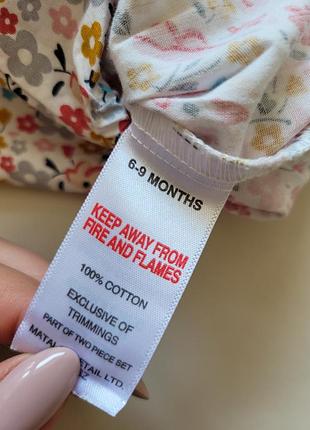 6-9 MONTHS
KEEP AWAY FROM
FIRE AND FLAMES
100% COTTON
EXCLUSIVE OF
TRIMMINGS
PART OF TWO PIECE SET
LTD.